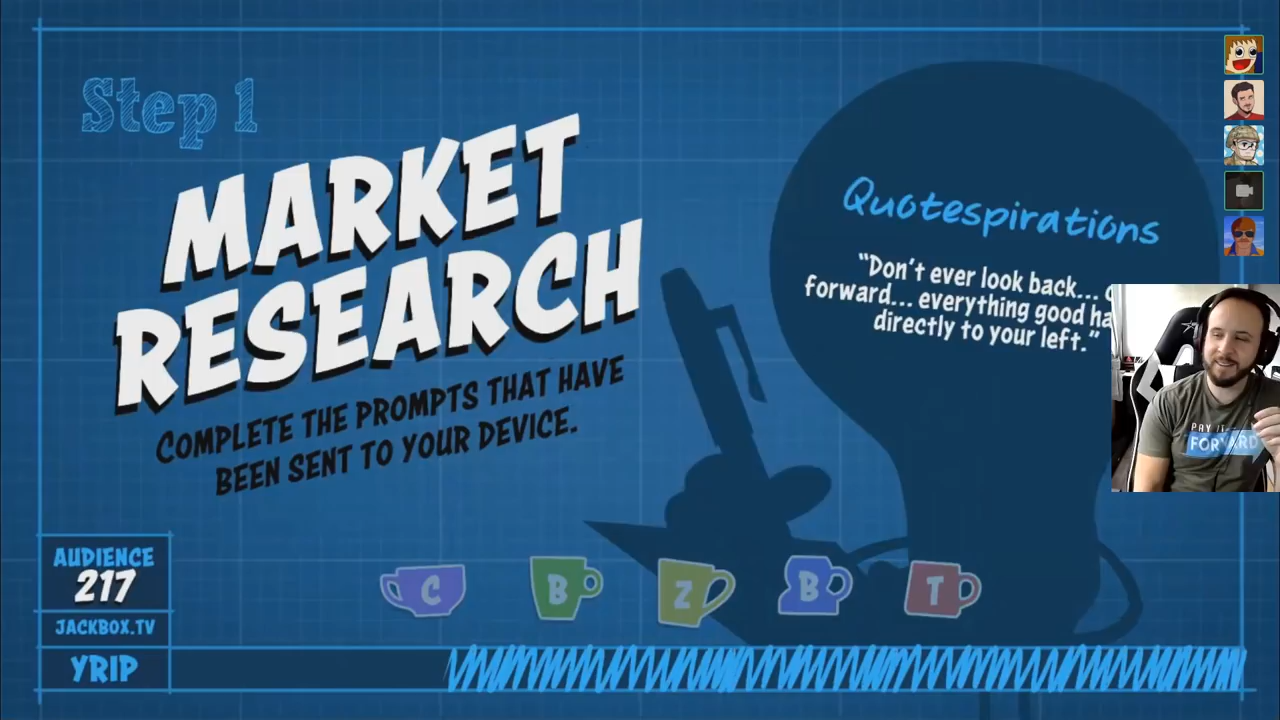 Step 1
MARKET
RESEARCH
COMPLETE THE PROMPTS THAT HAVE
BEEN SENT TO YOUR DEVICE.
Quotespirations
“Don’t ever look back...
forward... everything good
directly to your left.”
PAY IT
FORWARD
AUDIENCE
217
JACKBOX.TV
YRIP
C B Z B T